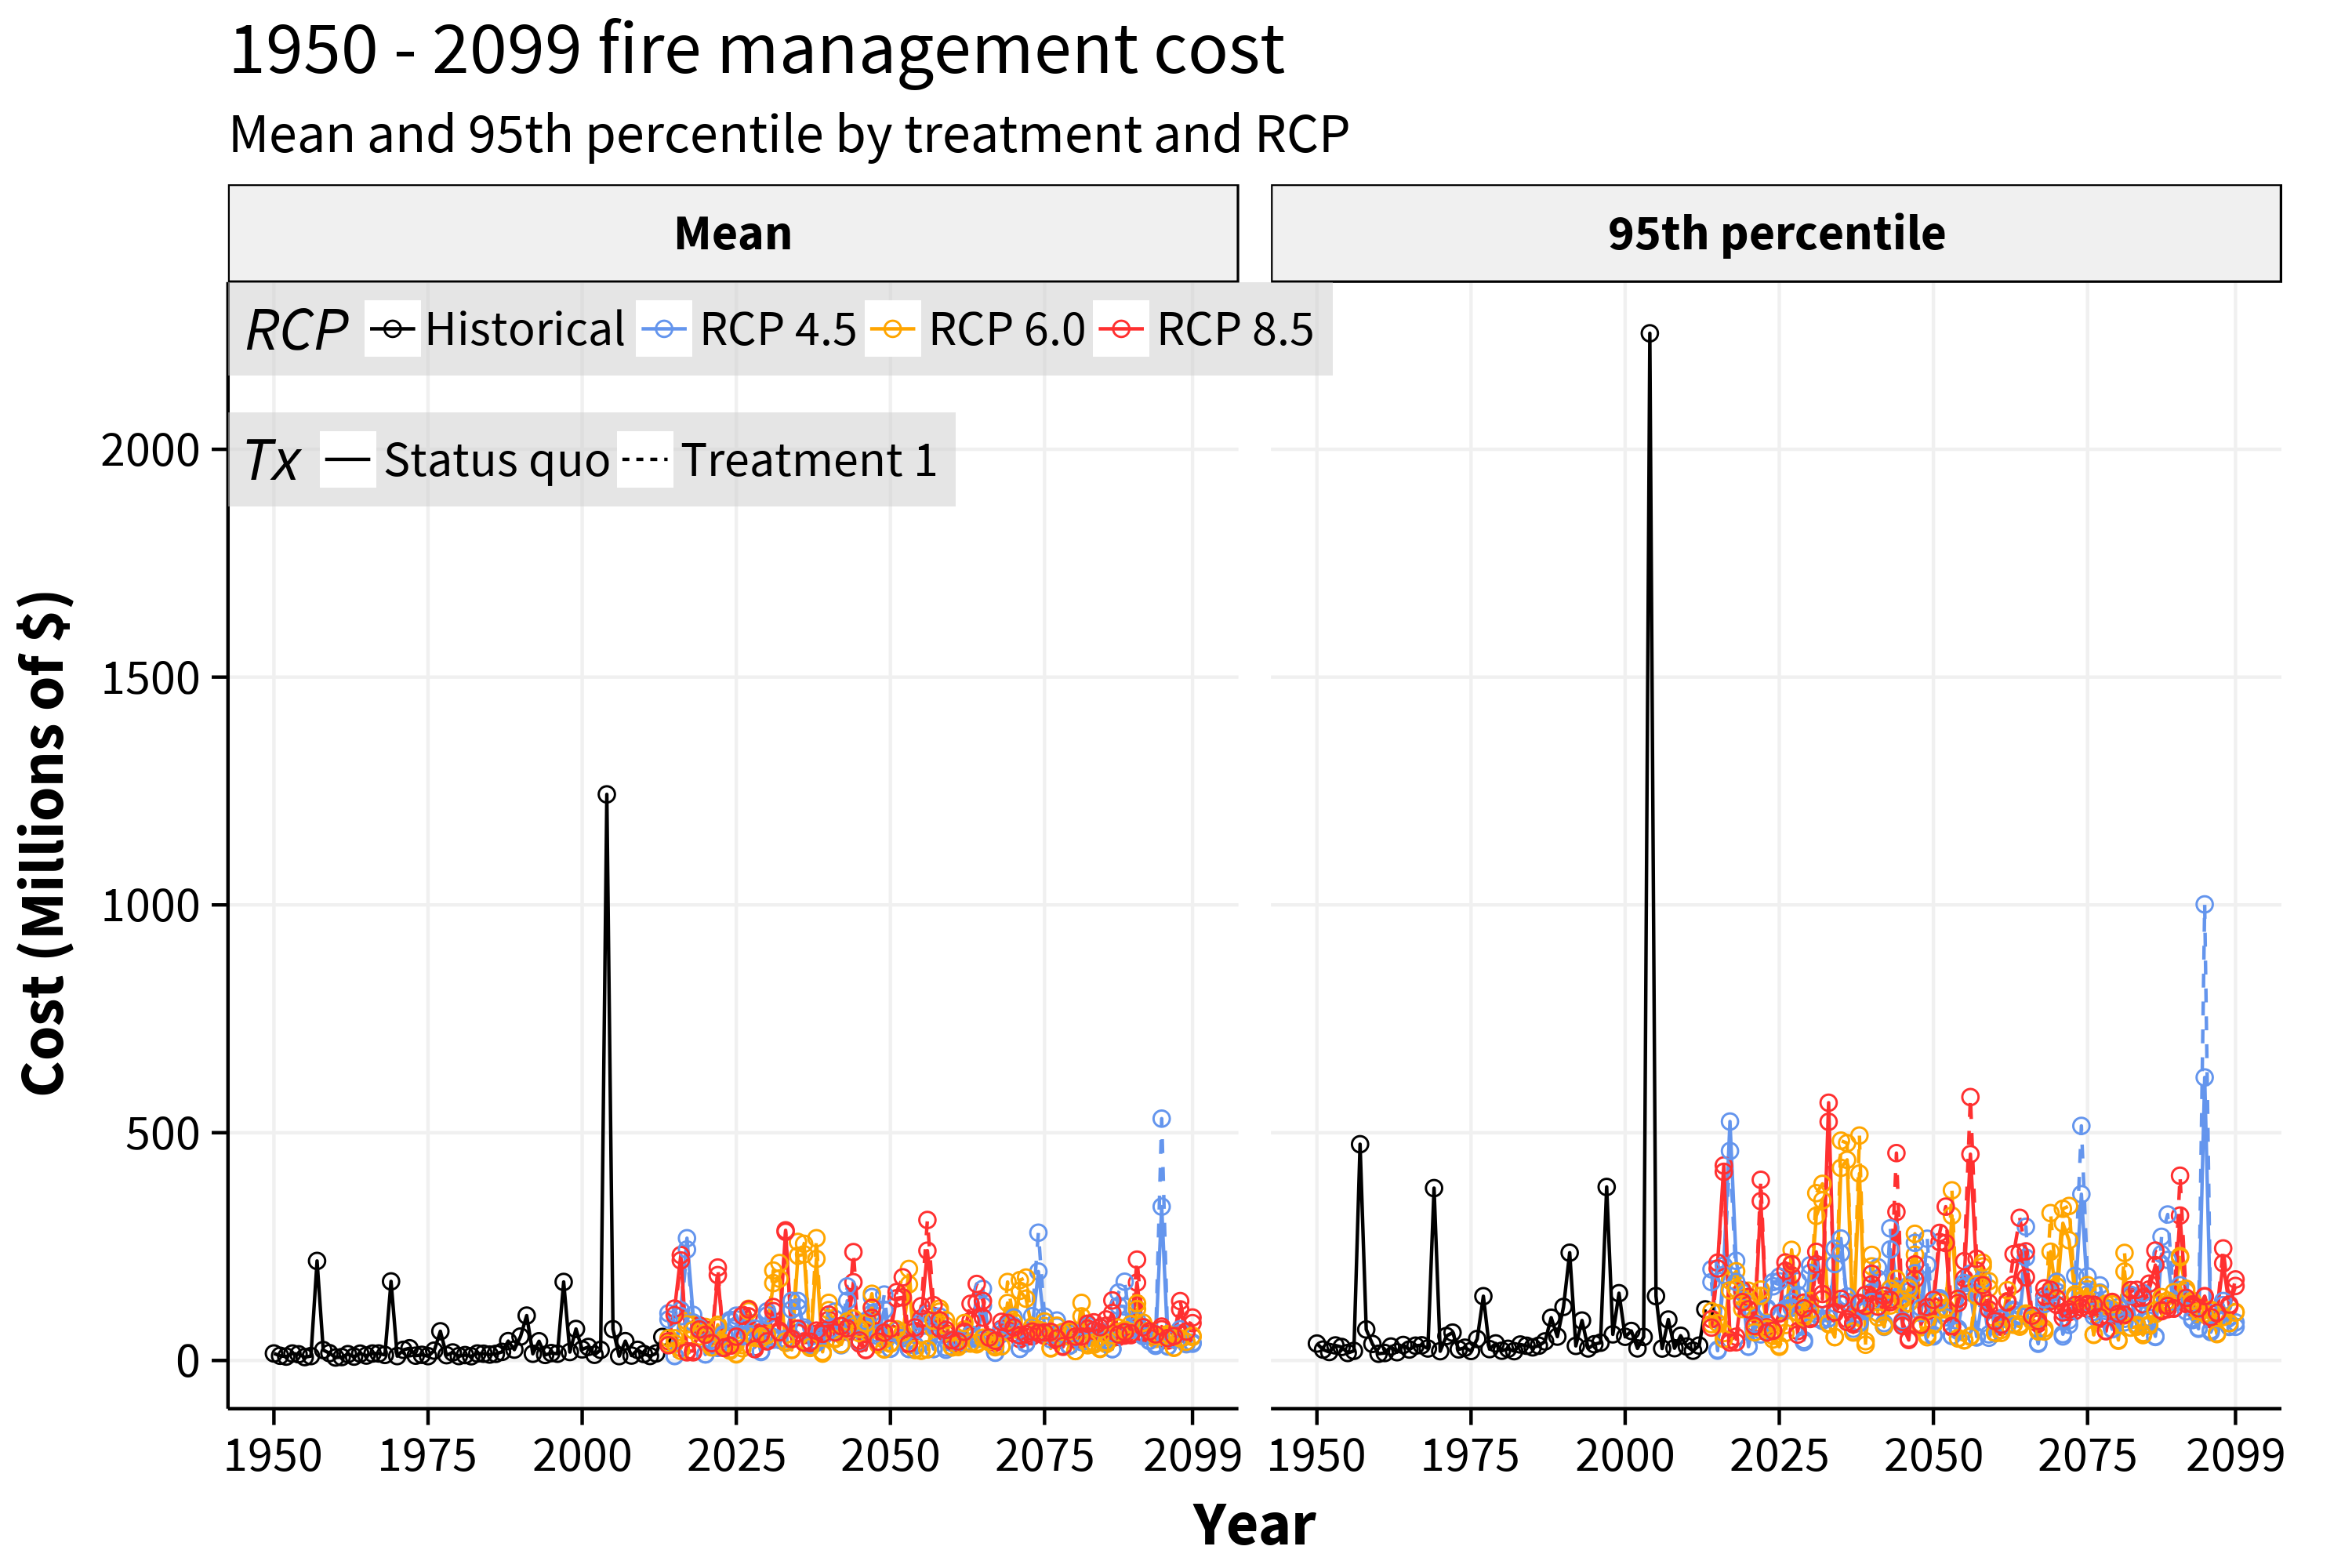 1950 - 2099 fire management cost
Mean and 95th percentile by treatment and RCP
Mean
95th percentile
RCP Historical RCP 4.5 RCP 6.0 RCP 8.5
Tx Status quo Treatment 1
Cost (Millions of $)
2000
1500
1000
500
0
1950 1975 2000 2025 2050 2075 2099
1950 1975 2000 2025 2050 2075 2099
Year